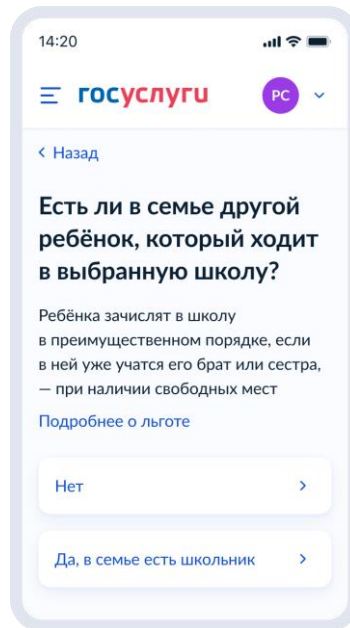 14:20
госуслуги
РС
Назад
Есть ли в семье другой
ребёнок, который ходит
в выбранную школу?
Ребёнка зачислят в школу
в преимущественном порядке, если
в ней уже учатся его брат или сестра,
— при наличии свободных мест
Подробнее о льготе
Нет
Да, в семье есть школьник